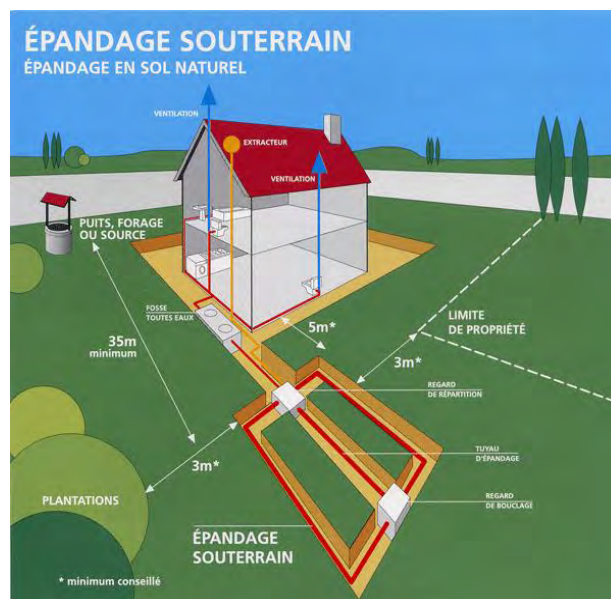 ÉPANDAGE SOUTERRAIN
ÉPANDAGE EN SOL NATUREL
VENTILATION
EXTRACTEUR
VENTILATION
PUITS, FORAGE
OU SOURCE
FOSSE
TOUTES EAUX
35m
minimum
5m*
LIMITE
DE PROPRIÉTÉ
3m*
REGARD
DE RÉPARTITION
TUYAU
D'ÉPANDAGE
3m*
PLANTATIONS
REGARD
DE BOUCLAGE
ÉPANDAGE
SOUTERRAIN
* minimum conseillé